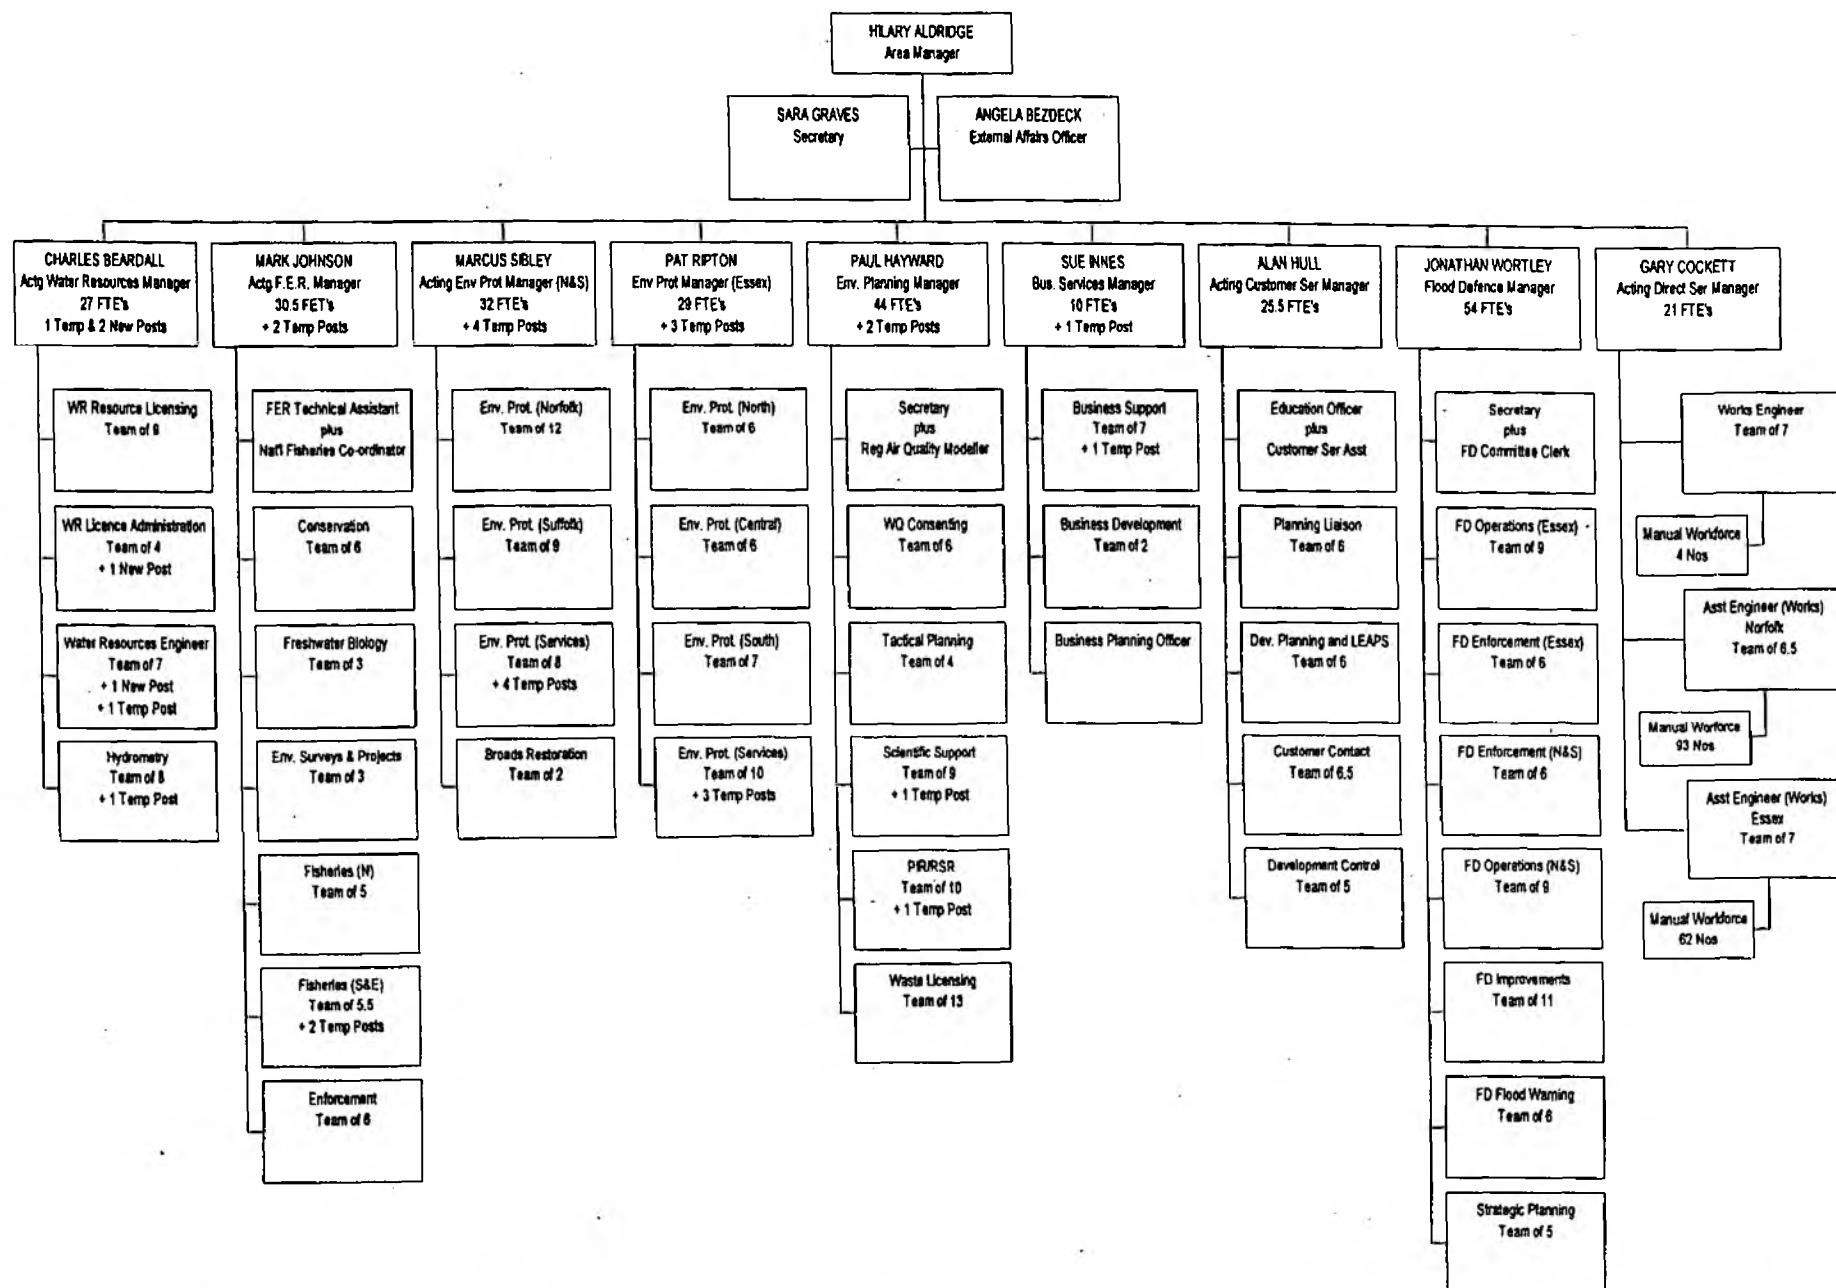 HILARY ALDRIDGE
Area Manager
SARA GRAVES
Secretary
ANGELA BEZDECK
External Affairs Officer
CHARLES BEARDALL
Actg Water Resources Manager
27 FTE's
1 Temp & 2 New Posts
WR Resource Licensing
Team of 9
WR Licence Administration
Team of 4
+ 1 New Post
Water Resources Engineer
Team of 7
+ 1 New Post
+ 1 Temp Post
Hydrometry
Team of 8
+ 1 Temp Post
MARK JOHNSON
Actg F.E.R. Manager
30.5 FET's
+ 2 Temp Posts
FER Technical Assistant
plus
Nat'l Fisheries Co-ordinator
Conservation
Team of 6
Freshwater Biology
Team of 3
Env. Surveys & Projects
Team of 3
Fisheries (N)
Team of 5
Fisheries (S&E)
Team of 5.5
+ 2 Temp Posts
Enforcement
Team of 6
MARCUS SIBLEY
Acting Env Prot Manager (N&S)
32 FTE's
+ 4 Temp Posts
Env. Prot. (Norfolk)
Team of 12
Env. Prot. (Suffolk)
Team of 9
Env. Prot. (Services)
Team of 8
+ 4 Temp Posts
Broads Restoration
Team of 2
PAT RIPTON
Env Prot Manager (Essex)
29 FTE's
+ 3 Temp Posts
Env. Prot. (North)
Team of 6
Env. Prot. (Central)
Team of 6
Env. Prot. (South)
Team of 7
Env. Prot. (Services)
Team of 10
+ 3 Temp Posts
PAUL HAYWARD
Env. Planning Manager
44 FTE's
+ 2 Temp Posts
Secretary
plus
Reg Air Quality Modeller
WQ Consenting
Team of 6
Tactical Planning
Team of 4
Scientific Support
Team of 9
+ 1 Temp Post
PIR/RSR
Team of 10
+ 1 Temp Post
Waste Licensing
Team of 13
SUE INNES
Bus. Services Manager
10 FTE's
+ 1 Temp Post
Business Support
Team of 7
+ 1 Temp Post
Business Development
Team of 2
Business Planning Officer
ALAN HULL
Acting Customer Ser Manager
25.5 FTE's
Education Officer
plus
Customer Ser Asst
Planning Liaison
Team of 6
Dev. Planning and LEAPS
Team of 6
Customer Contact
Team of 6.5
Development Control
Team of 5
JONATHAN WORTLEY
Flood Defence Manager
54 FTE's
Secretary
plus
FD Committee Clerk
FD Operations (Essex)
Team of 9
FD Enforcement (Essex)
Team of 6
FD Enforcement (N&S)
Team of 6
FD Operations (N&S)
Team of 9
FD Improvements
Team of 11
FD Flood Warning
Team of 6
Strategic Planning
Team of 5
GARY COCKETT
Acting Direct Ser Manager
21 FTE's
Works Engineer
Team of 7
Manual Workforce
4 Nos
Asst Engineer (Works)
Norfolk
Team of 6.5
Manual Worforce
93 Nos
Asst Engineer (Works)
Essex
Team of 7
Manual Workforce
62 Nos